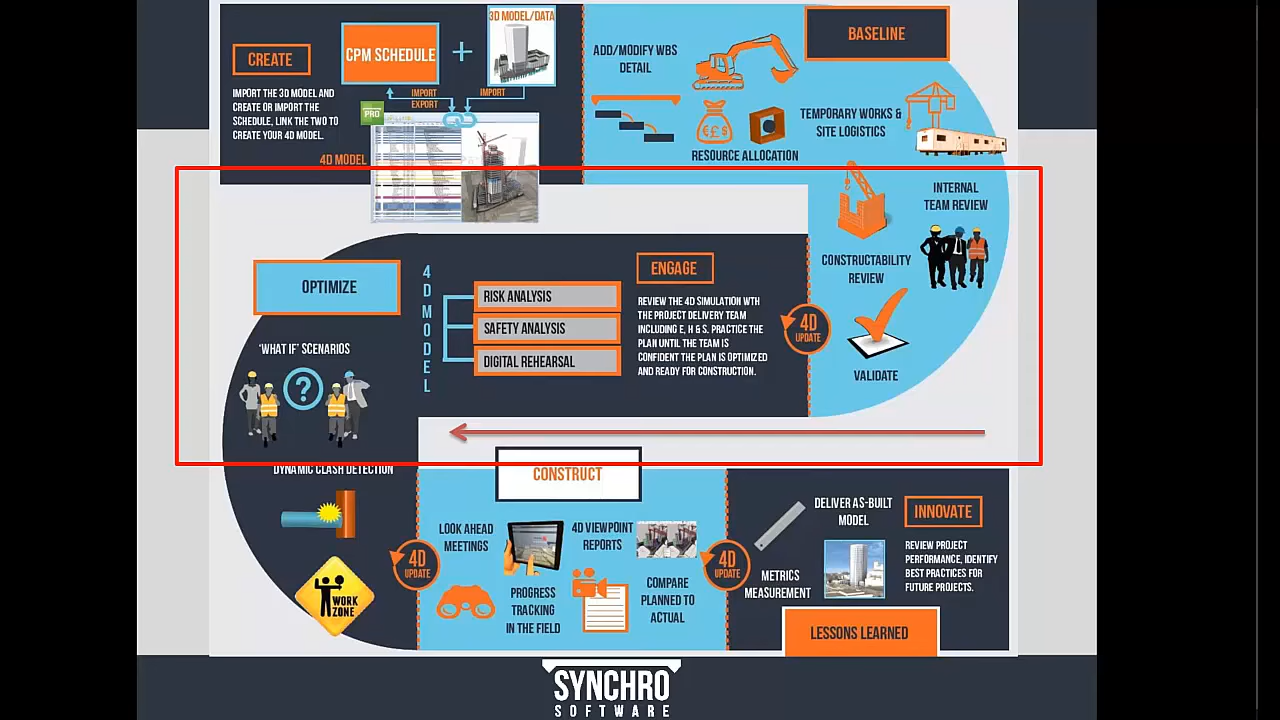 CREATE
IMPORT THE 3D MODEL AND
CREATE OR IMPORT THE
SCHEDULE, LINK THE TWO TO
CREATE YOUR 4D MODEL.
CPM SCHEDULE
+
3D MODEL/DATA
IMPORT
EXPORT
IMPORT
PRO
4D MODEL
ADD/MODIFY WBS
DETAIL
BASELINE
€£$
RESOURCE ALLOCATION
TEMPORARY WORKS &
SITE LOGISTICS
INTERNAL
TEAM REVIEW
CONSTRUCTABILITY
REVIEW
VALIDATE
4D
UPDATE
ENGAGE
REVIEW THE 4D SIMULATION WTH
THE PROJECT DELIVERY TEAM
INCLUDING E, H & S. PRACTICE THE
PLAN UNTIL THE TEAM IS
CONFIDENT THE PLAN IS OPTIMIZED
AND READY FOR CONSTRUCTION.
RISK ANALYSIS
SAFETY ANALYSIS
DIGITAL REHEARSAL
4D MODEL
OPTIMIZE
'WHAT IF' SCENARIOS
?
DYNAMIC CLASH DETECTION
WORK
ZONE
4D
UPDATE
CONSTRUCT
LOOK AHEAD
MEETINGS
4D VIEWPOINT
REPORTS
PROGRESS
TRACKING
IN THE FIELD
COMPARE
PLANNED TO
ACTUAL
4D
UPDATE
DELIVER AS-BUILT
MODEL
METRICS
MEASUREMENT
INNOVATE
REVIEW PROJECT
PERFORMANCE, IDENTIFY
BEST PRACTICES FOR
FUTURE PROJECTS.
LESSONS LEARNED
SYNCHRO
SOFTWARE